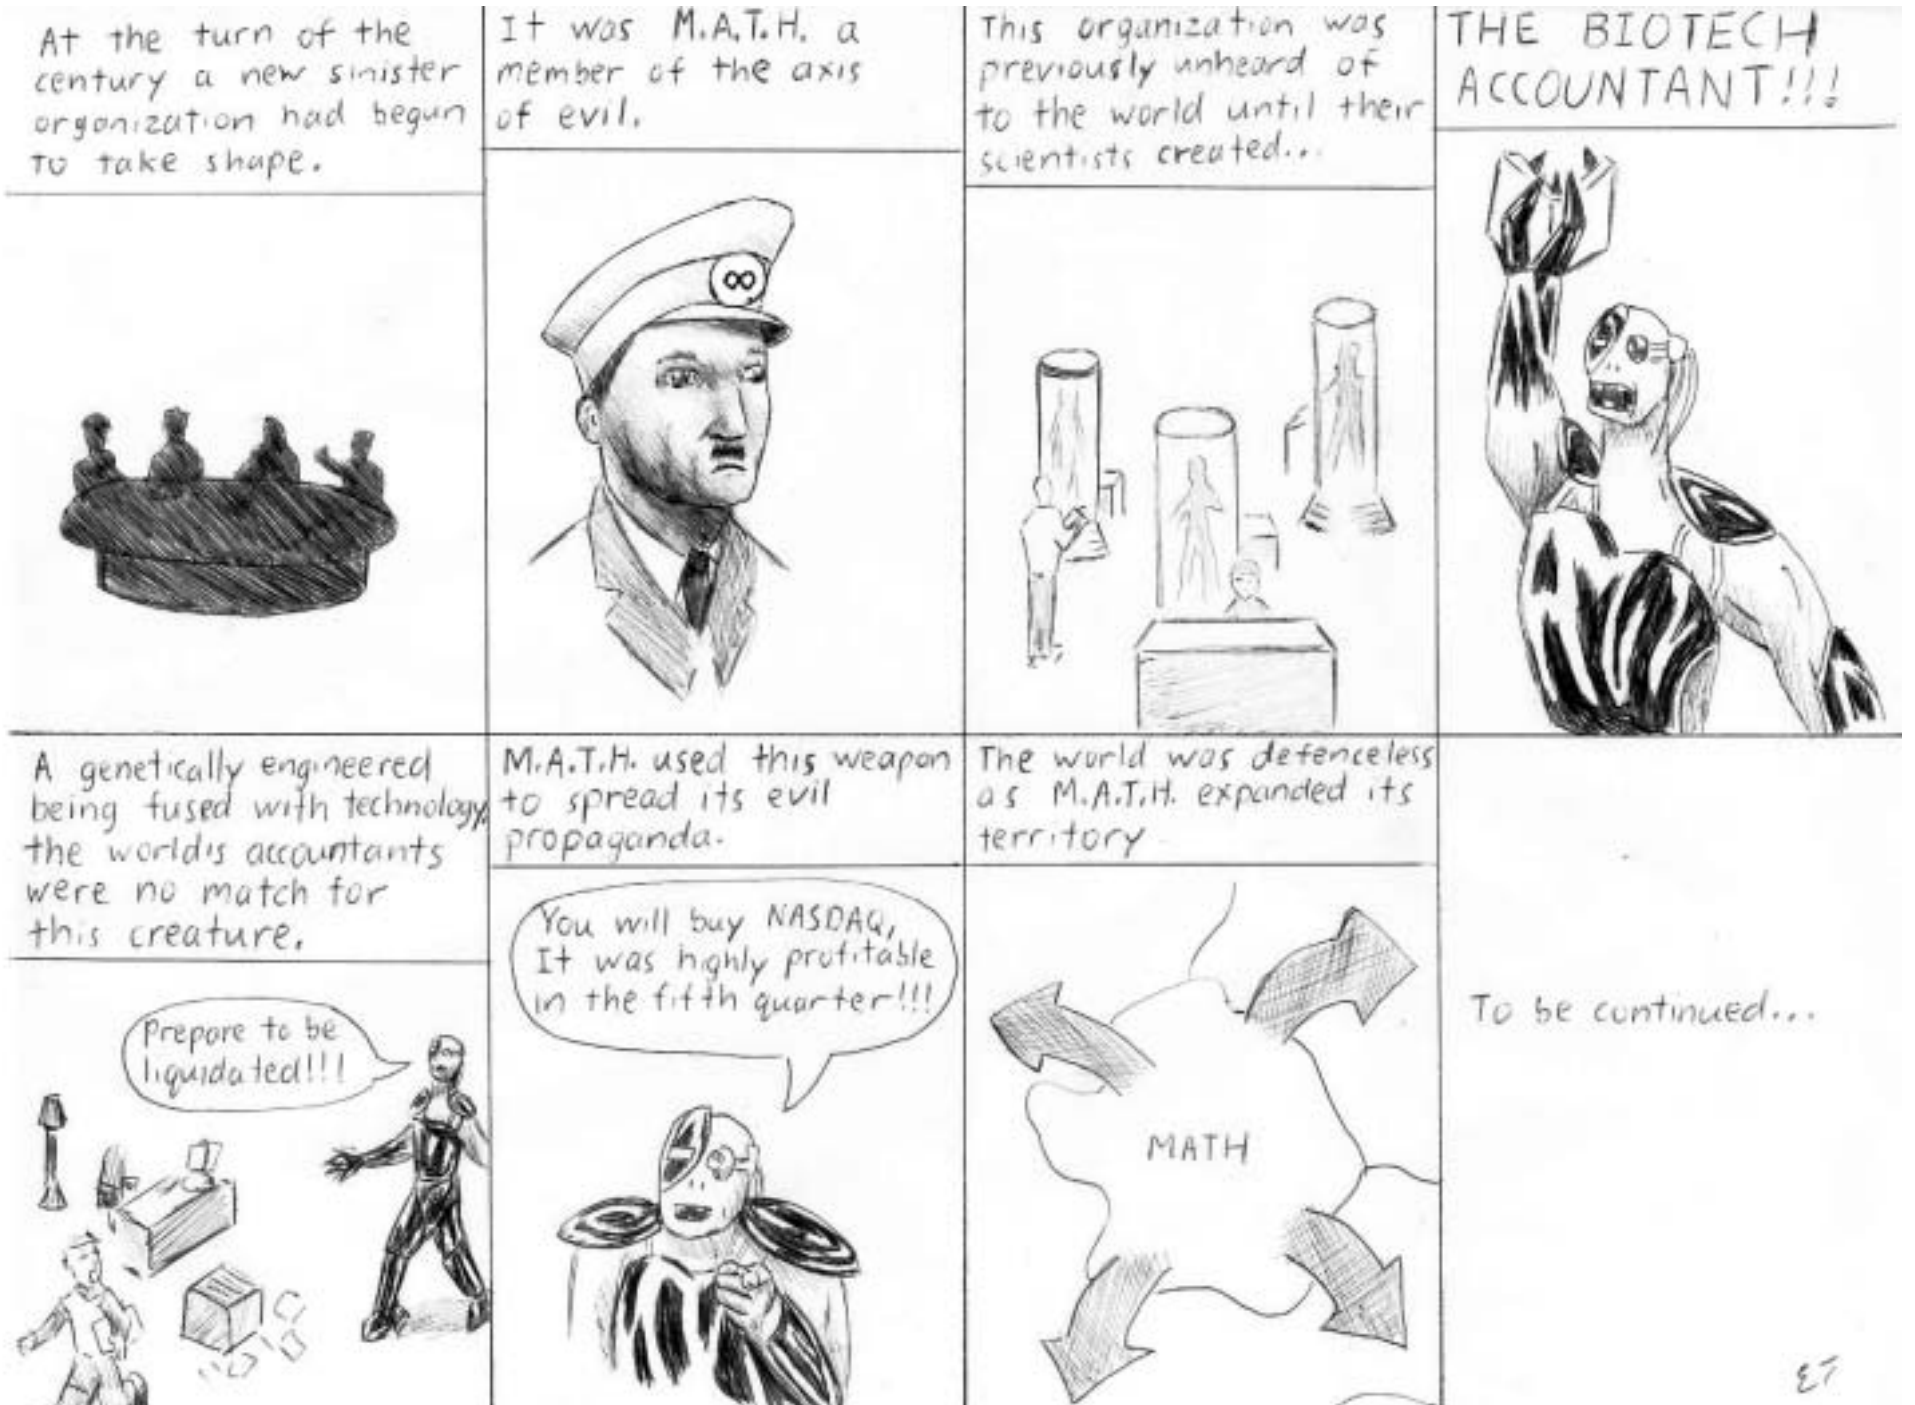 At the turn of the
century a new sinister
organization had begun
to take shape.
It was M.A.T.H. a
member of the axis
of evil.
∞
This organization was
previously unheard of
to the world until their
scientists created...
THE BIOTECH
ACCOUNTANT!!!
A genetically engineered
being fused with technology,
the world's accountants
were no match for
this creature.
Prepare to be
liquidated!!!
M.A.T.H. used this weapon
to spread its evil
propaganda.
You will buy NASDAQ,
It was highly profitable
in the fifth quarter!!!
The world was defenceless
as M.A.T.H. expanded its
territory
MATH
To be continued...
ET